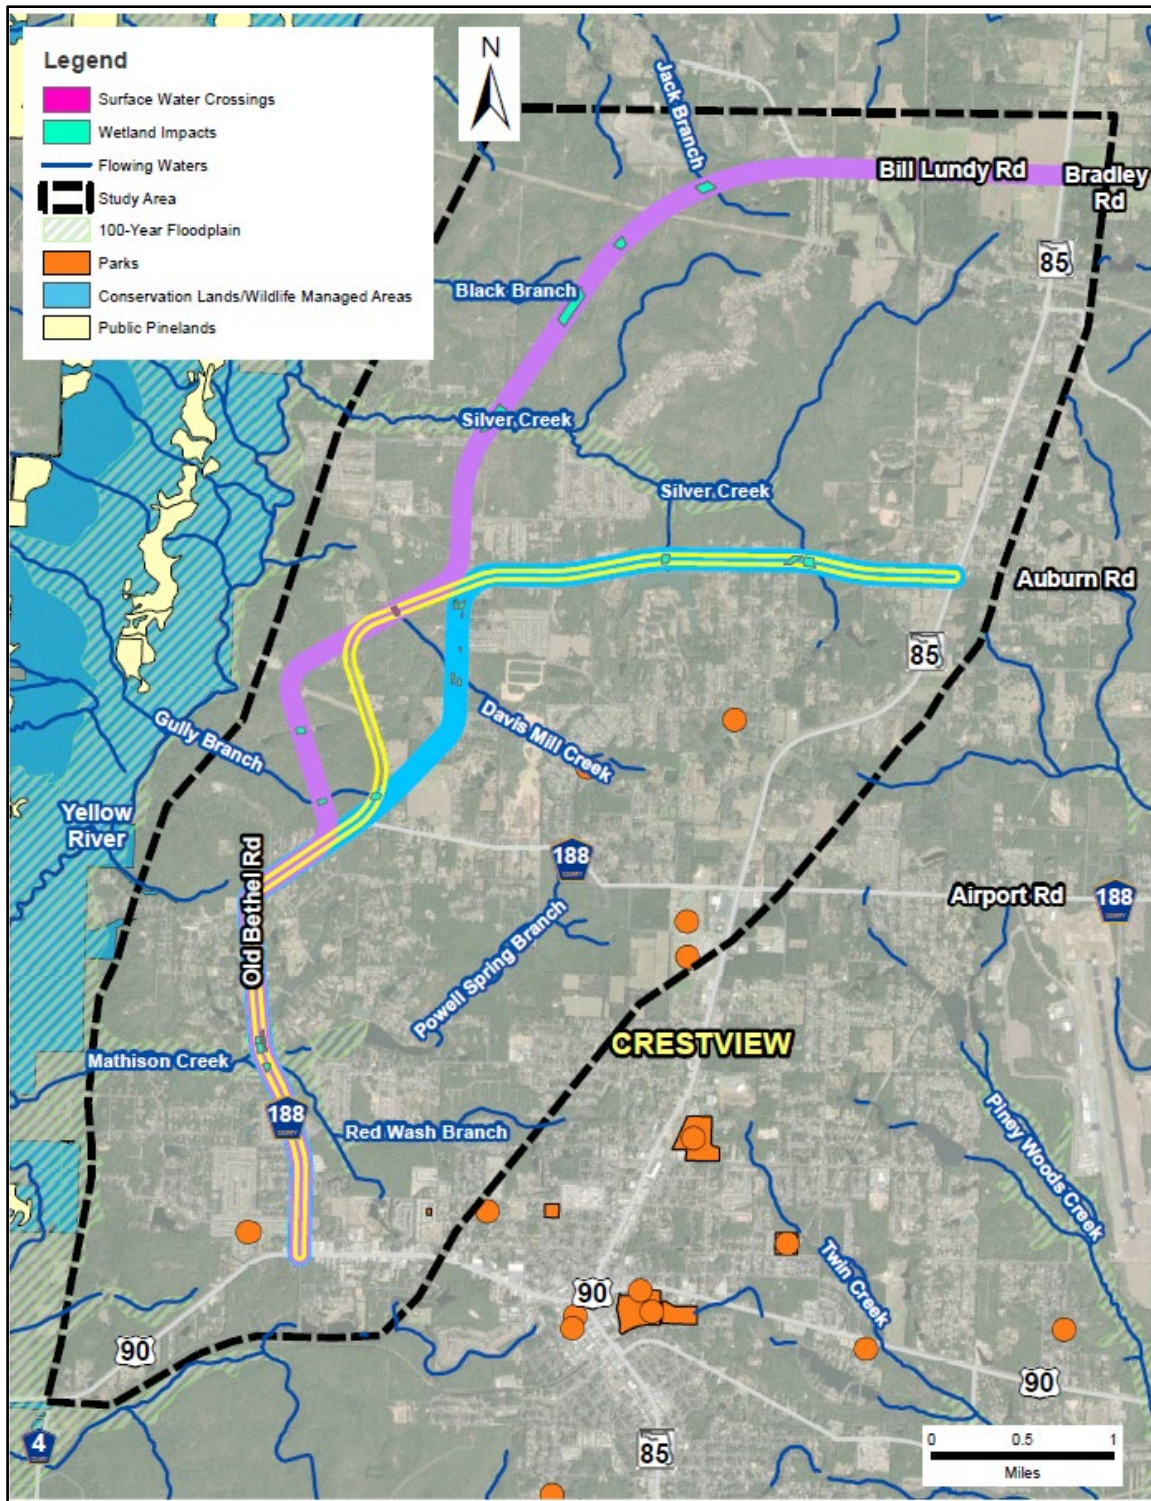 Legend
Surface Water Crossings
Wetland Impacts
Flowing Waters
Study Area
100-Year Floodplain
Parks
Conservation Lands/Wildlife Managed Areas
Public Pinelands
N
Jack Branch
Bill Lundy Rd
Bradley
Rd
85
Black Branch
Silver Creek
Silver Creek
Auburn Rd
85
Gully Branch
Davis Mill Creek
Yellow
River
Old Bethel Rd
188
COUNTY
Airport Rd
188
COUNTY
Powell Spring Branch
CRESTVIEW
Mathison Creek
188
COUNTY
Red Wash Branch
Piney Woods Creek
Twin Creek
90
90
90
4
COUNTY
85
0
0.5
1
Miles